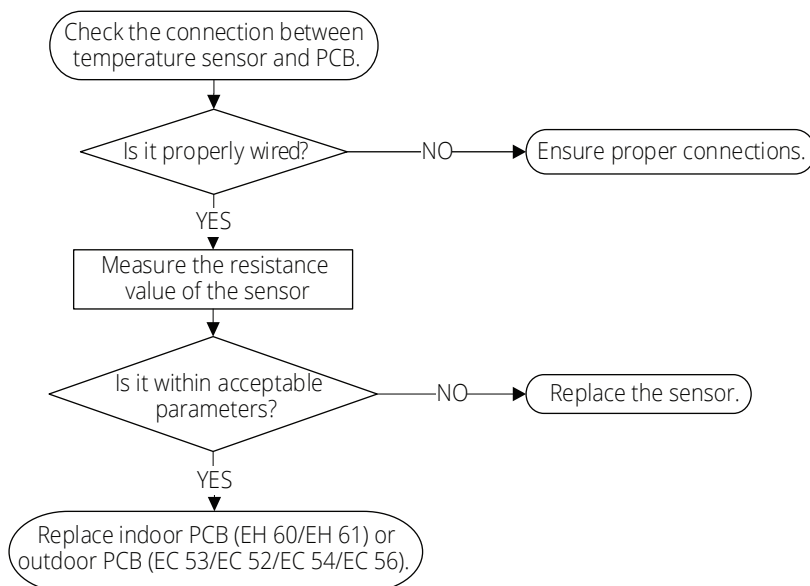 Check the connection between
temperature sensor and PCB.
Is it properly wired?
NO
Ensure proper connections.
YES
Measure the resistance
value of the sensor
Is it within acceptable
parameters?
NO
Replace the sensor.
YES
Replace indoor PCB (EH 60/EH 61) or
outdoor PCB (EC 53/EC 52/EC 54/EC 56).